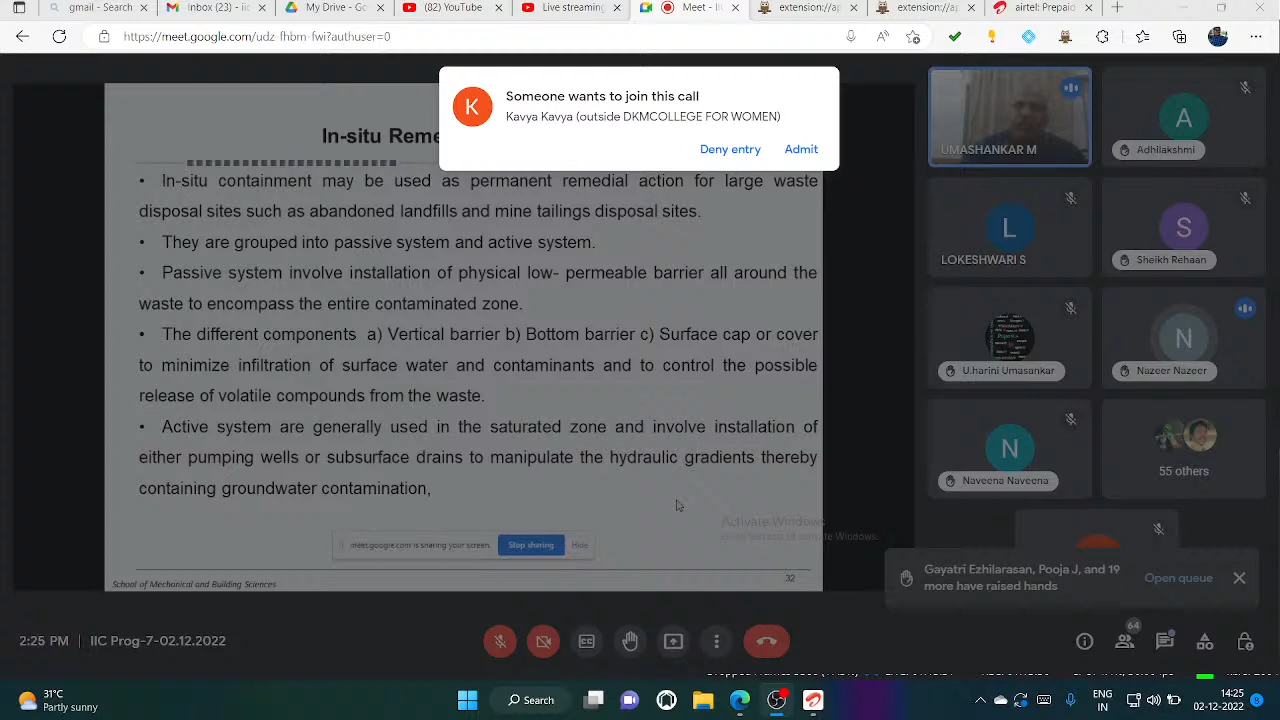 gmail - Search
Inbox (23) - iic
My Drive - G
(02) YouTube
Live streaming
Meet - II
extension://ap
extension://ap
airtel: Prepaid
https://meet.google.com/udz-fhbm-fwi?authuser=0
Someone wants to join this call
K
Kavya Kavya (outside DKMCOLLEGE FOR WOMEN)
Deny entry
Admit
In-situ Reme
• In-situ containment may be used as permanent remedial action for large waste
disposal sites such as abandoned landfills and mine tailings disposal sites.
• They are grouped into passive system and active system.
• Passive system involve installation of physical low- permeable barrier all around the
waste to encompass the entire contaminated zone.
• The different components a) Vertical barrier b) Bottom barrier c) Surface cap or cover
to minimize infiltration of surface water and contaminants and to control the possible
release of volatile compounds from the waste.
• Active system are generally used in the saturated zone and involve installation of
either pumping wells or subsurface drains to manipulate the hydraulic gradients thereby
containing groundwater contamination,
meet.google.com is sharing your screen.
Stop sharing
Hide
Activate Windows
School of Mechanical and Building Sciences
32
UMASHANKAR M
A
Adhilakshmi
L
LOKESHWARI S
S
Sheikh Rehaan
U.harini Umasankar
N
Nazeer Nazeer
N
Naveena Naveena
55 others
Gayatri Ezhilarasan, Pooja J, and 19
more have raised hands
Open queue
2:25 PM
IIC Prog-7-02.12.2022
CC
64
31°C
Partly sunny
Search
ENG
IN
14:25
02-12-2022